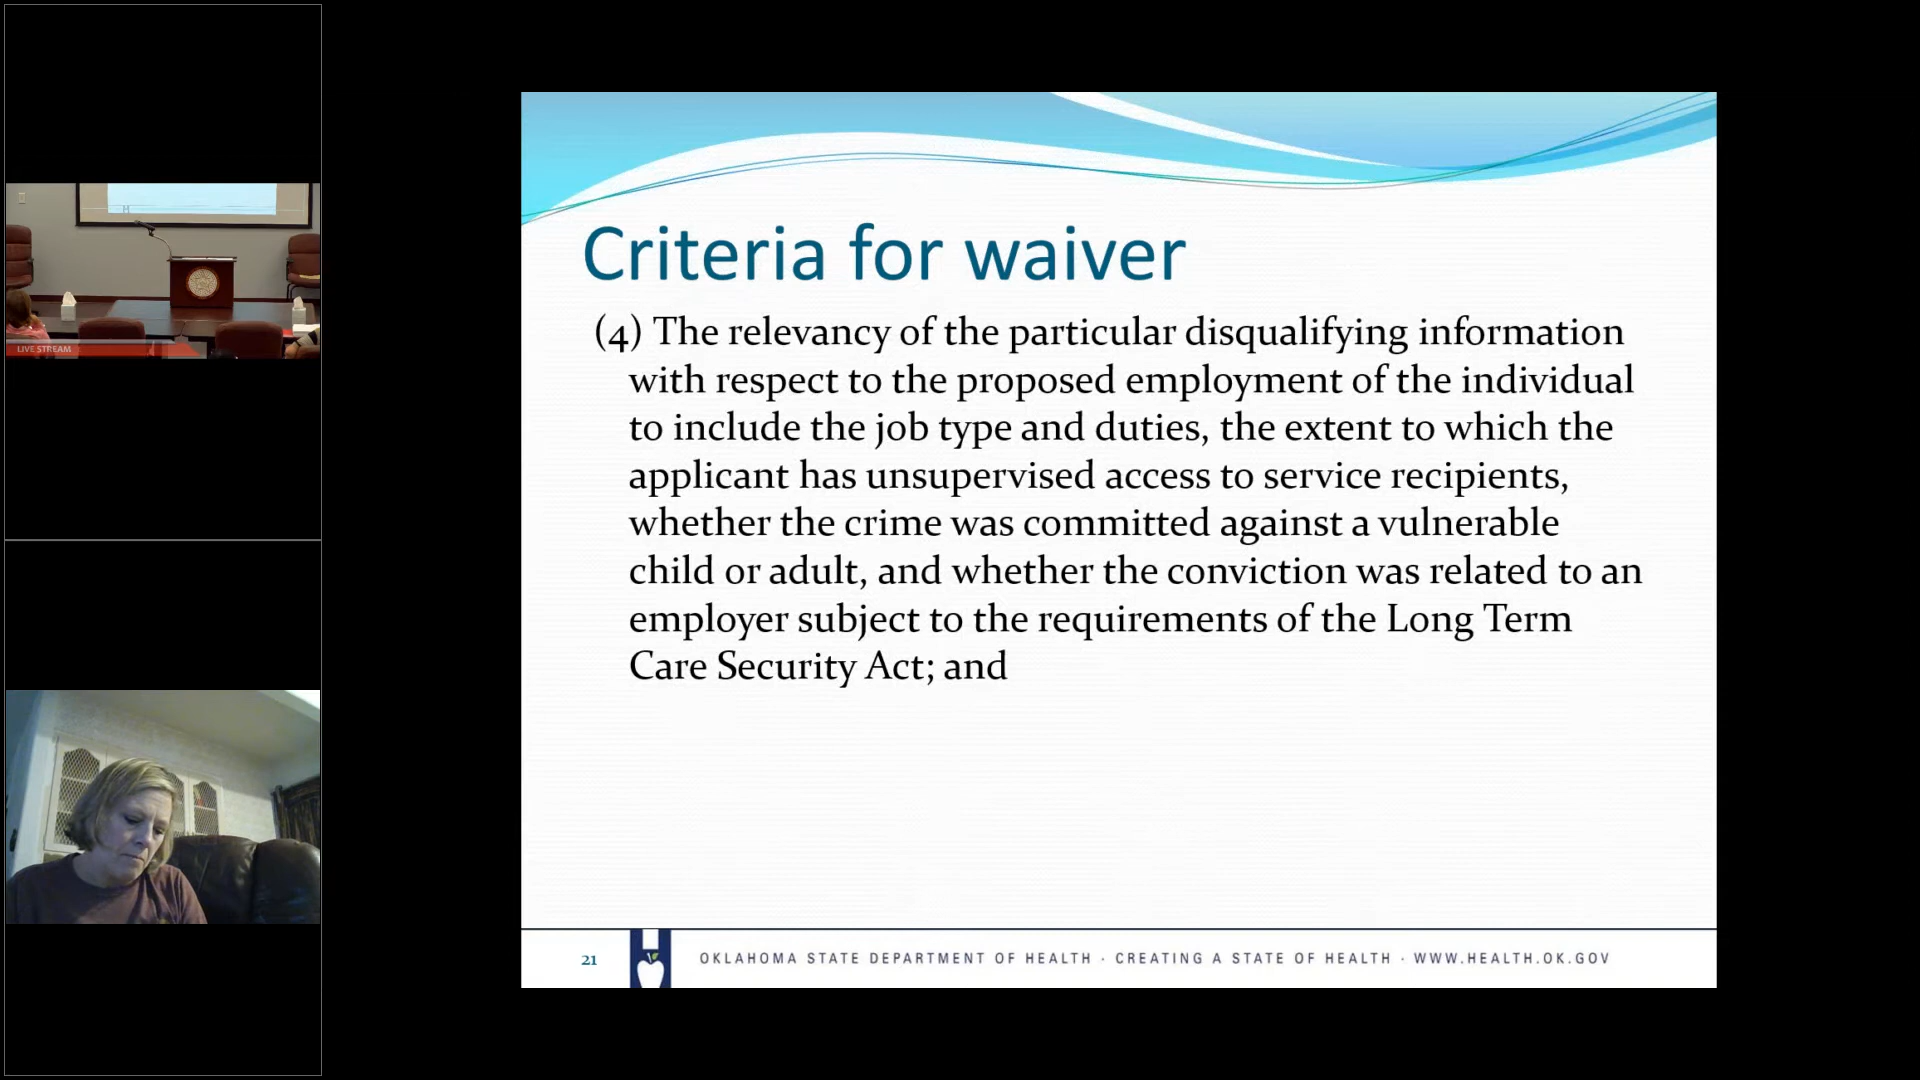 LIVE STREAM
Criteria for waiver
(4) The relevancy of the particular disqualifying information
with respect to the proposed employment of the individual
to include the job type and duties, the extent to which the
applicant has unsupervised access to service recipients,
whether the crime was committed against a vulnerable
child or adult, and whether the conviction was related to an
employer subject to the requirements of the Long Term
Care Security Act; and
21
OKLAHOMA STATE DEPARTMENT OF HEALTH · CREATING A STATE OF HEALTH · WWW.HEALTH.OK.GOV